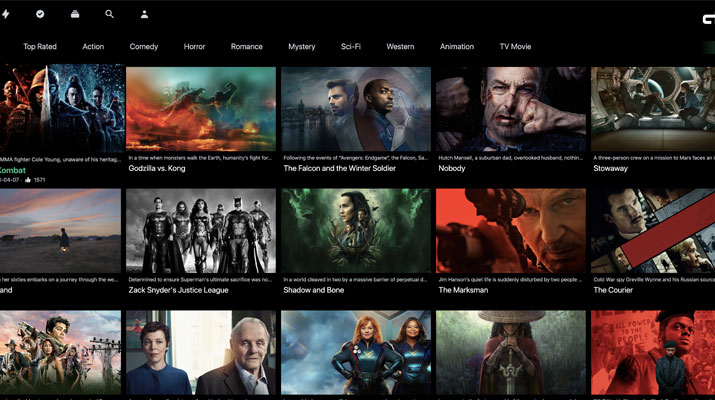 Top Rated
Action
Comedy
Horror
Romance
Mystery
Sci-Fi
Western
Animation
TV Movie
MMA fighter Cole Young, unaware of his heritag...
Kombat
-04-07 · 1571
In a time when monsters walk the Earth, humanity's fight for...
Godzilla vs. Kong
Following the events of "Avengers: Endgame", the Falcon, Sa...
The Falcon and the Winter Soldier
Hutch Mansell, a suburban dad, overlooked husband, nothin...
Nobody
A three-person crew on a mission to Mars faces an i
Stowaway
her sixties embarks on a journey through the we...
and
Determined to ensure Superman's ultimate sacrifice was no...
Zack Snyder's Justice League
In a world cleaved in two by a massive barrier of perpetual d...
Shadow and Bone
Jim Hanson's quiet life is suddenly disturbed by two people ...
The Marksman
Cold War spy Greville Wynne and his Russian source
The Courier
ALL POWER
PEOPLE